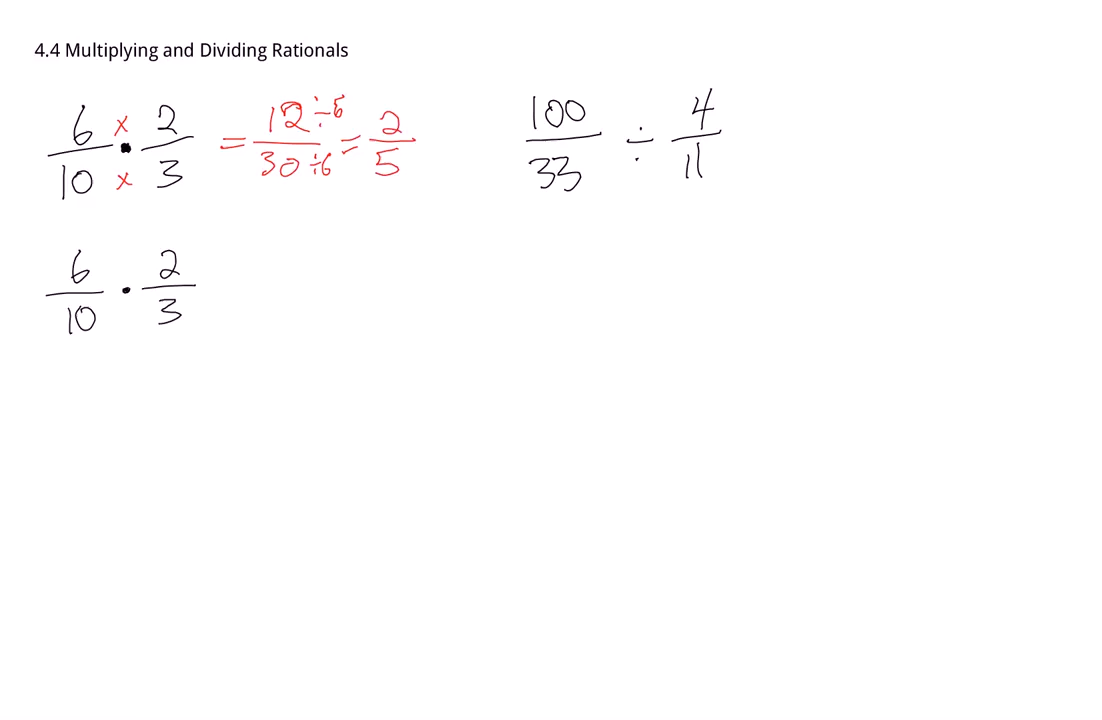 4.4 Multiplying and Dividing Rationals
6/10 × • × 2/3 = 12 ÷6 / 30 ÷6 = 2/5
100/33 ÷ 4/11
6/10 • 2/3